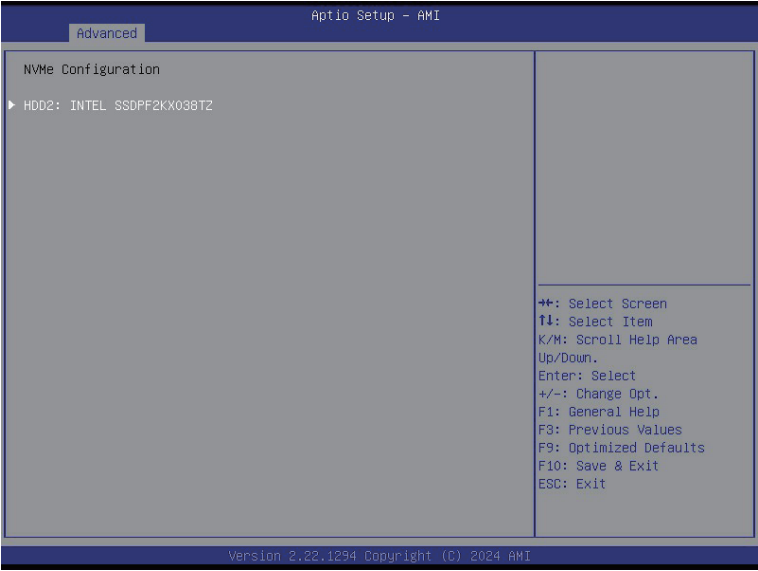 Aptio Setup – AMI
Advanced
NVMe Configuration
▶ HDD2: INTEL SSDPF2KX038TZ
→←: Select Screen
↑↓: Select Item
K/M: Scroll Help Area
Up/Down.
Enter: Select
+/-: Change Opt.
F1: General Help
F3: Previous Values
F9: Optimized Defaults
F10: Save & Exit
ESC: Exit
Version 2.22.1294 Copyright (C) 2024 AMI